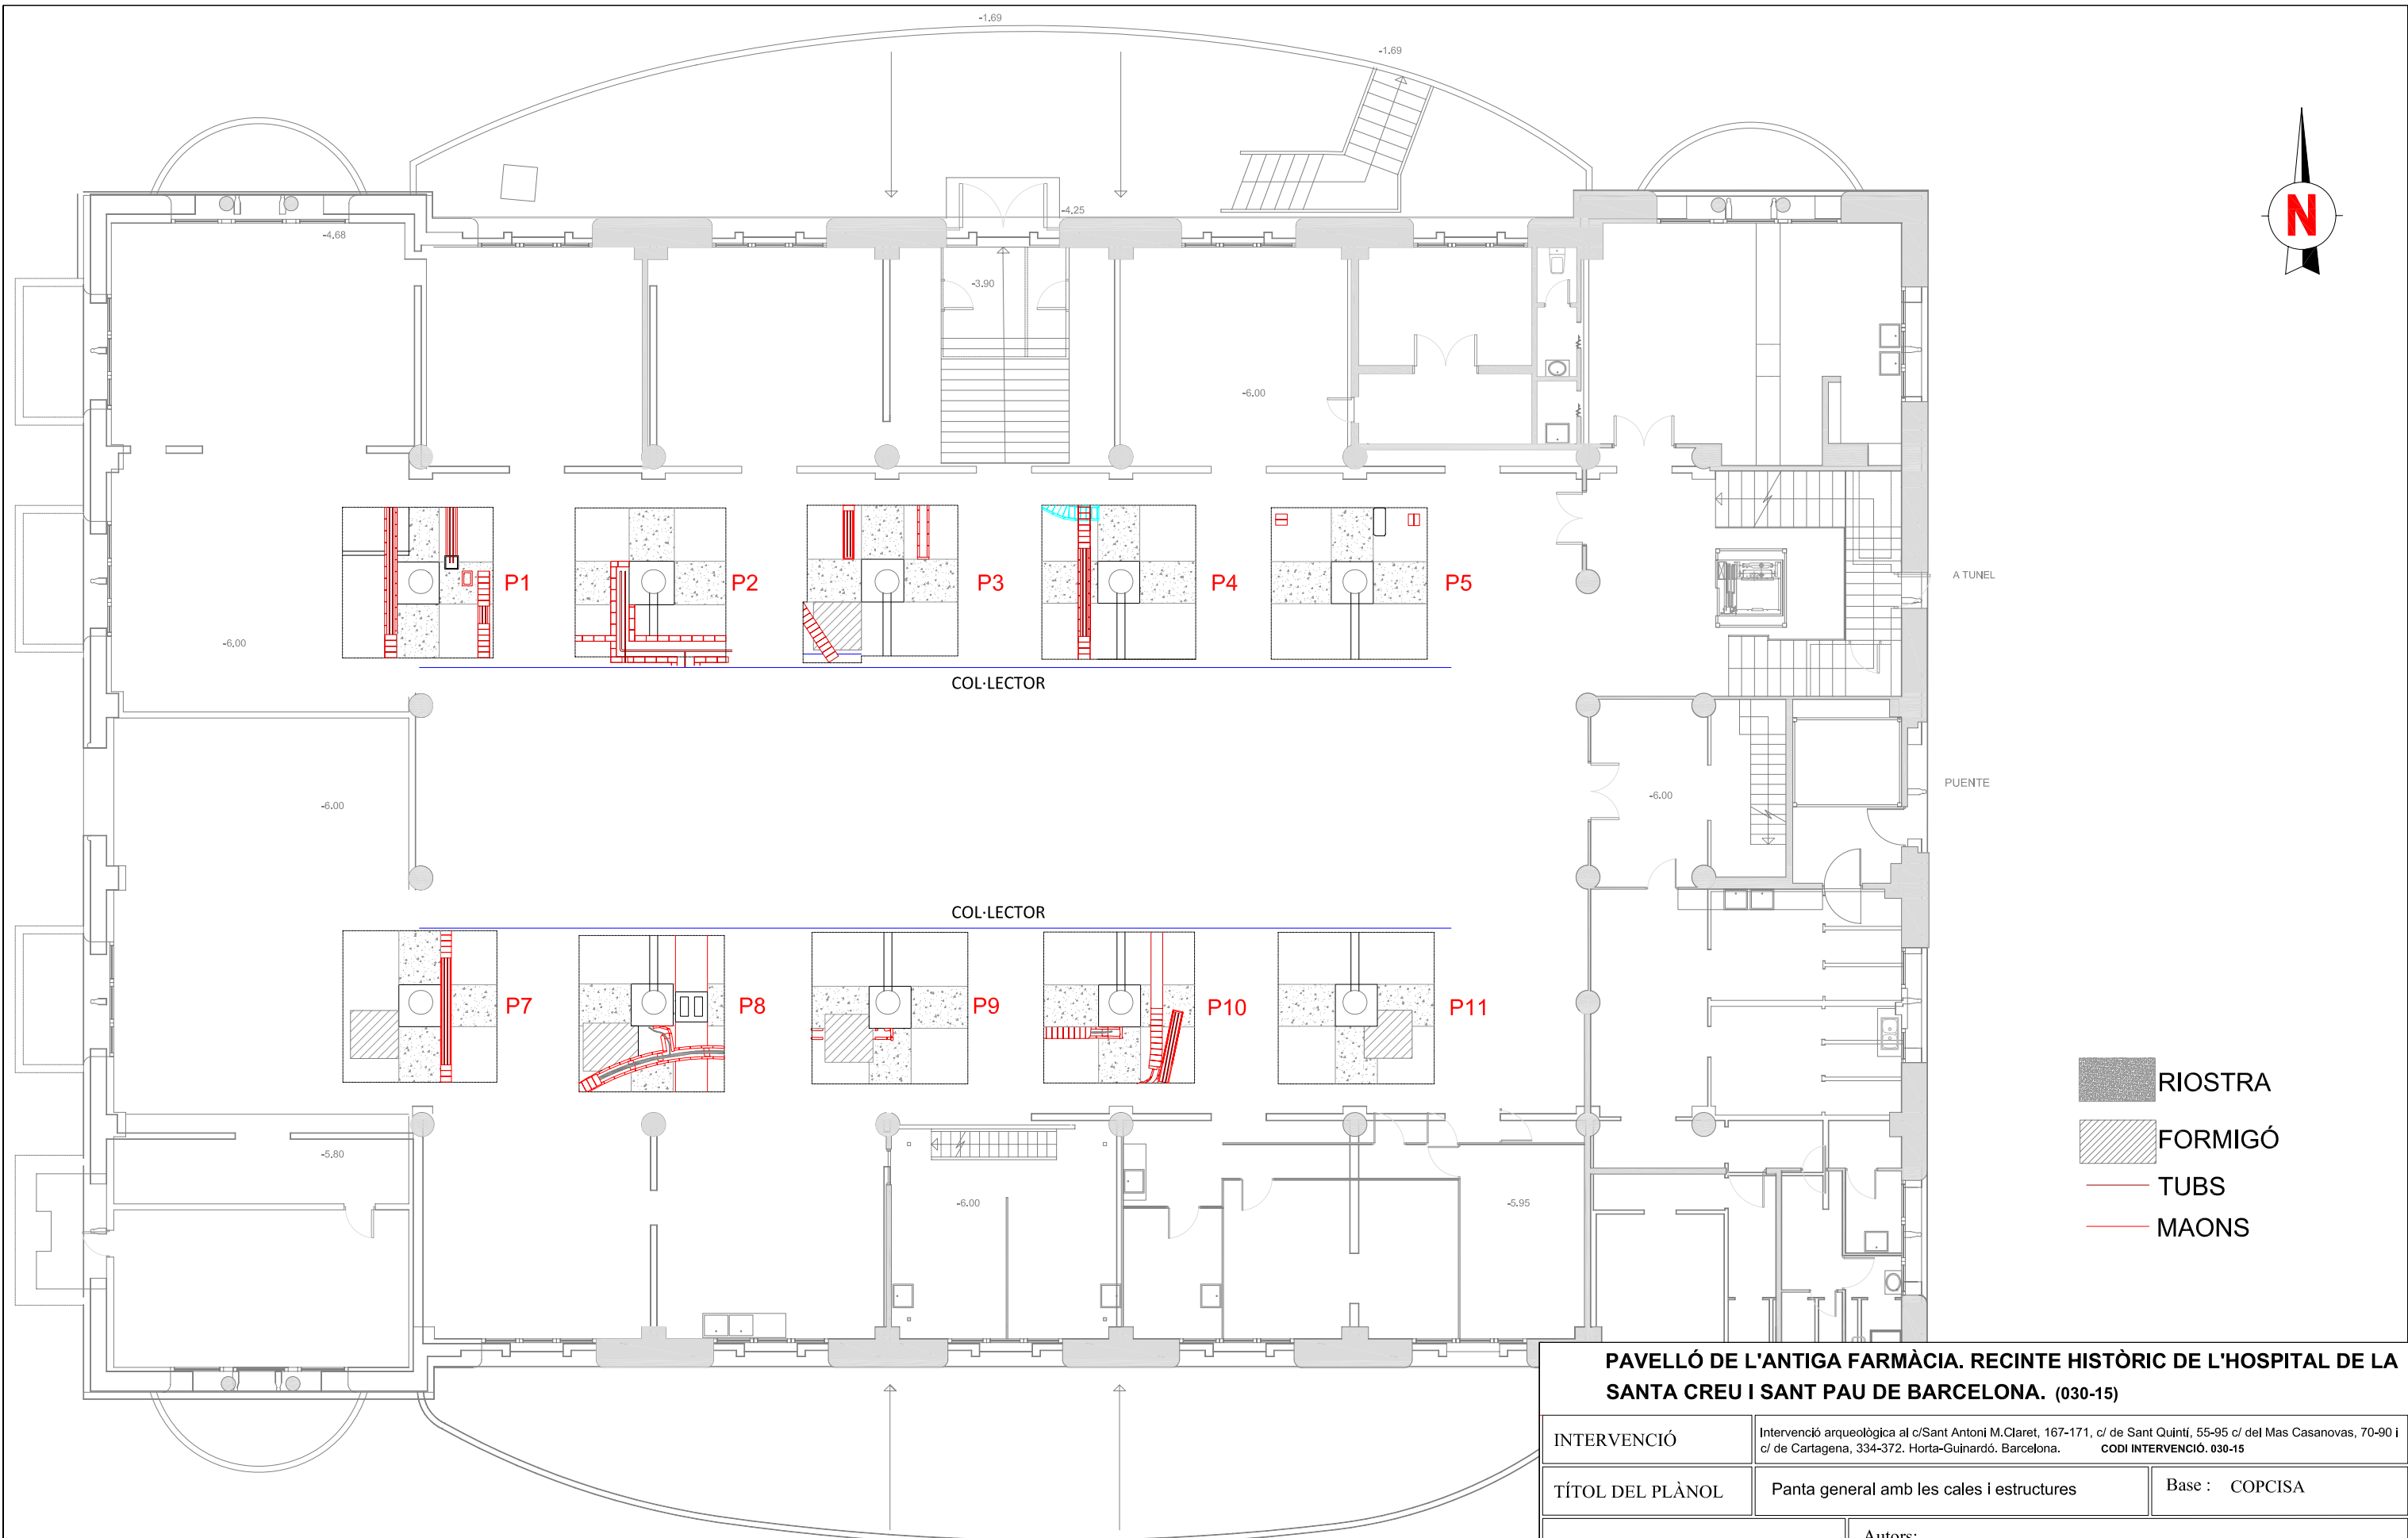 -1.69
-1.69
N
-4.25
-4.68
-3.90
-6.00
A TUNEL
P1
P2
P3
P4
P5
-6.00
COL·LECTOR
-6.00
-6.00
PUENTE
COL·LECTOR
P7
P8
P9
P10
P11
RIOSTRA
FORMIGÓ
TUBS
MAONS
-5.80
-6.00
-5.95
PAVELLÓ DE L'ANTIGA FARMÀCIA. RECINTE HISTÒRIC DE L'HOSPITAL DE LA
SANTA CREU I SANT PAU DE BARCELONA. (030-15)
INTERVENCIÓ
Intervenció arqueològica al c/Sant Antoni M.Claret, 167-171, c/ de Sant Quintí, 55-95 c/ del Mas Casanovas, 70-90 i
c/ de Cartagena, 334-372. Horta-Guinardó. Barcelona. CODI INTERVENCIÓ. 030-15
TÍTOL DEL PLÀNOL
Panta general amb les cales i estructures
Base : COPCISA
Autors: